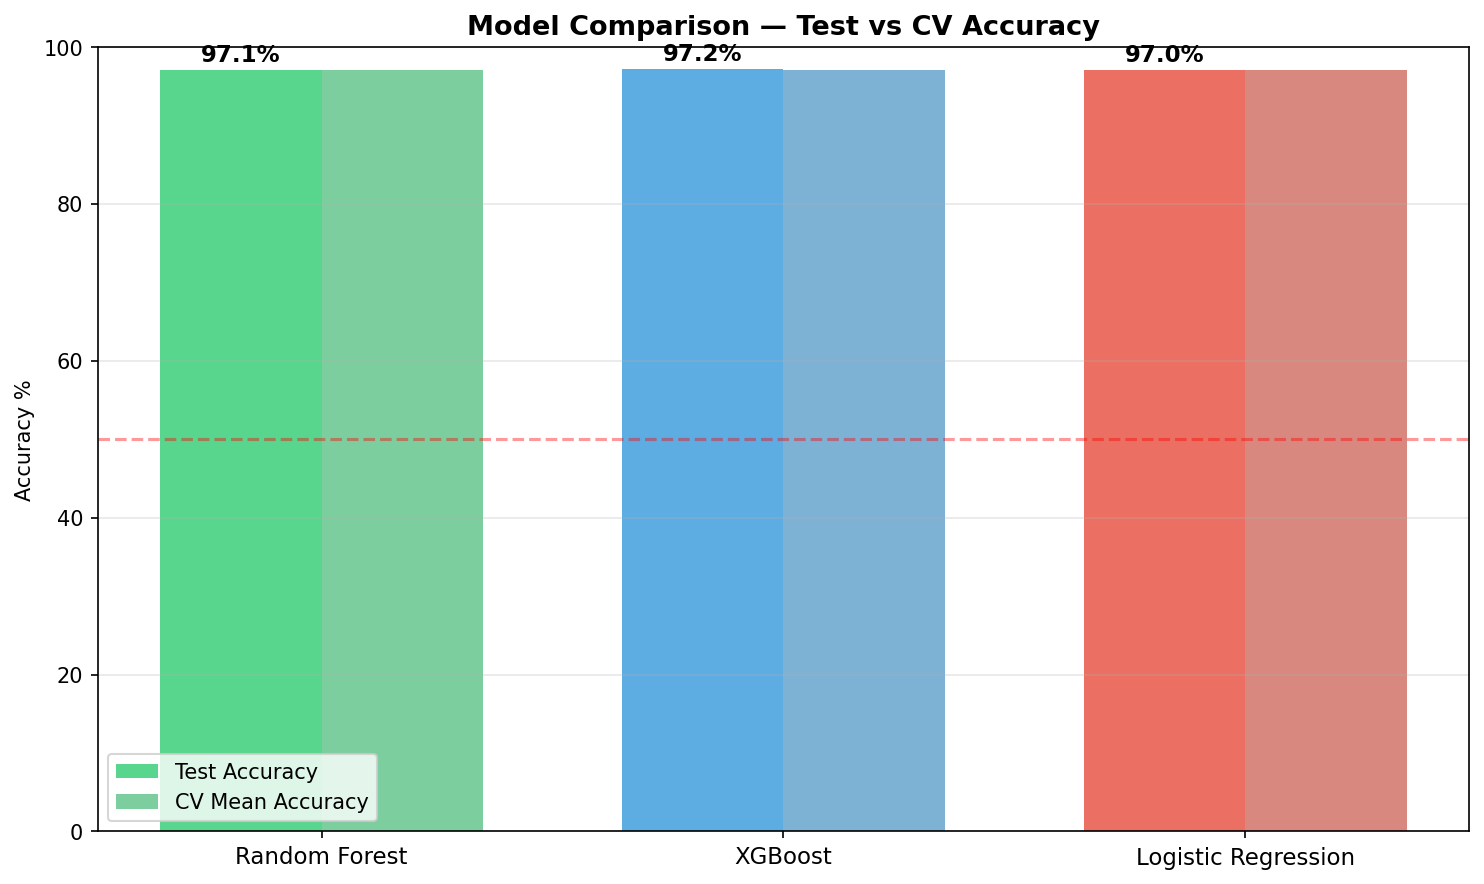 Model Comparison — Test vs CV Accuracy
97.1%
97.2%
97.0%
100
80
60
40
20
0
Accuracy %
Test Accuracy
CV Mean Accuracy
Random Forest
XGBoost
Logistic Regression